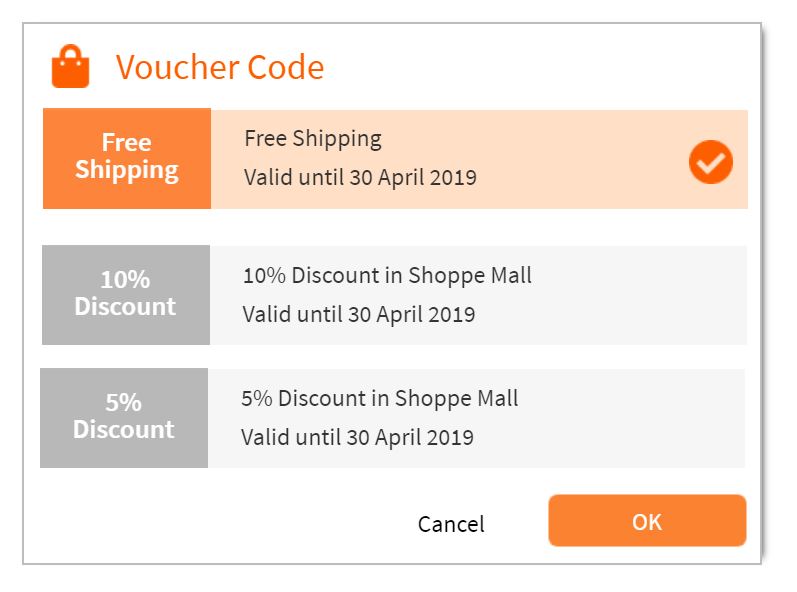 Voucher Code
Free
Shipping
Free Shipping
Valid until 30 April 2019
10%
Discount
10% Discount in Shoppe Mall
Valid until 30 April 2019
5%
Discount
5% Discount in Shoppe Mall
Valid until 30 April 2019
Cancel
OK